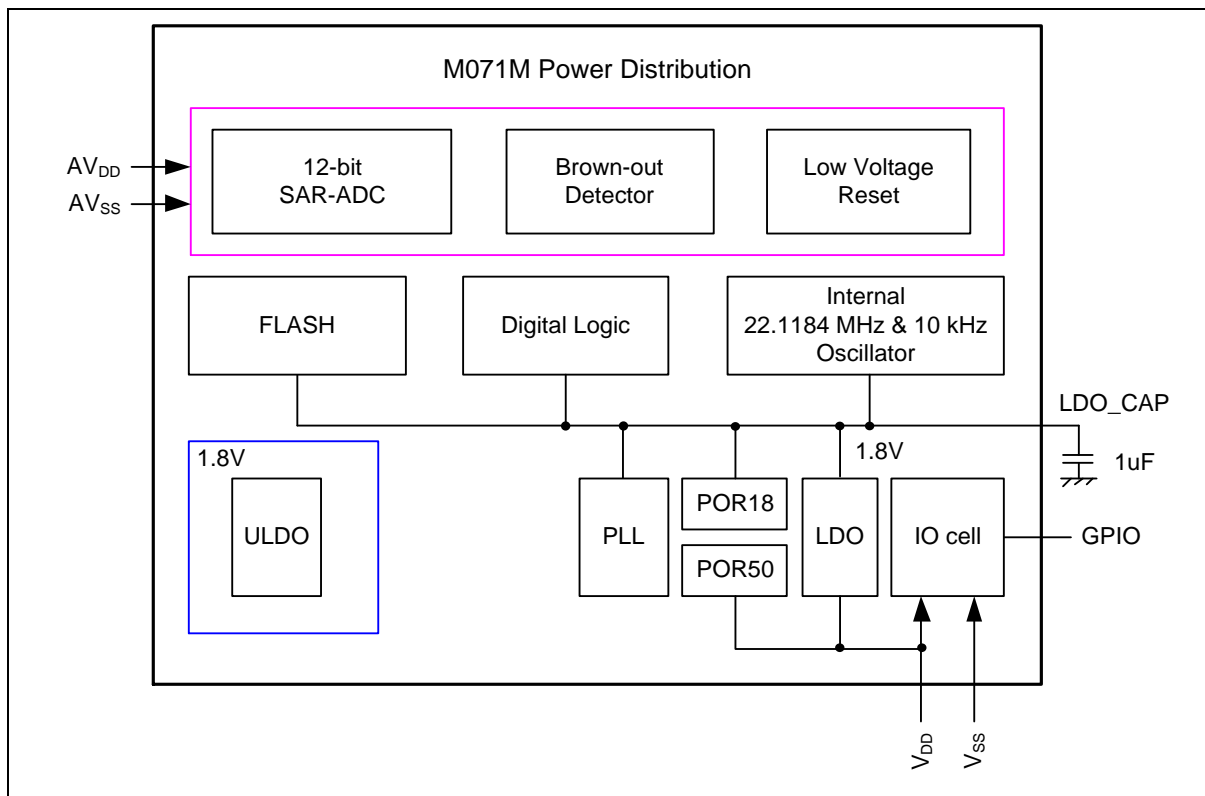 M071M Power Distribution
AVDD
AVSS
12-bit
SAR-ADC
Brown-out
Detector
Low Voltage
Reset
FLASH
Digital Logic
Internal
22.1184 MHz & 10 kHz
Oscillator
LDO_CAP
1uF
1.8V
ULDO
PLL
POR18
POR50
1.8V
LDO
IO cell
GPIO
VDD
VSS